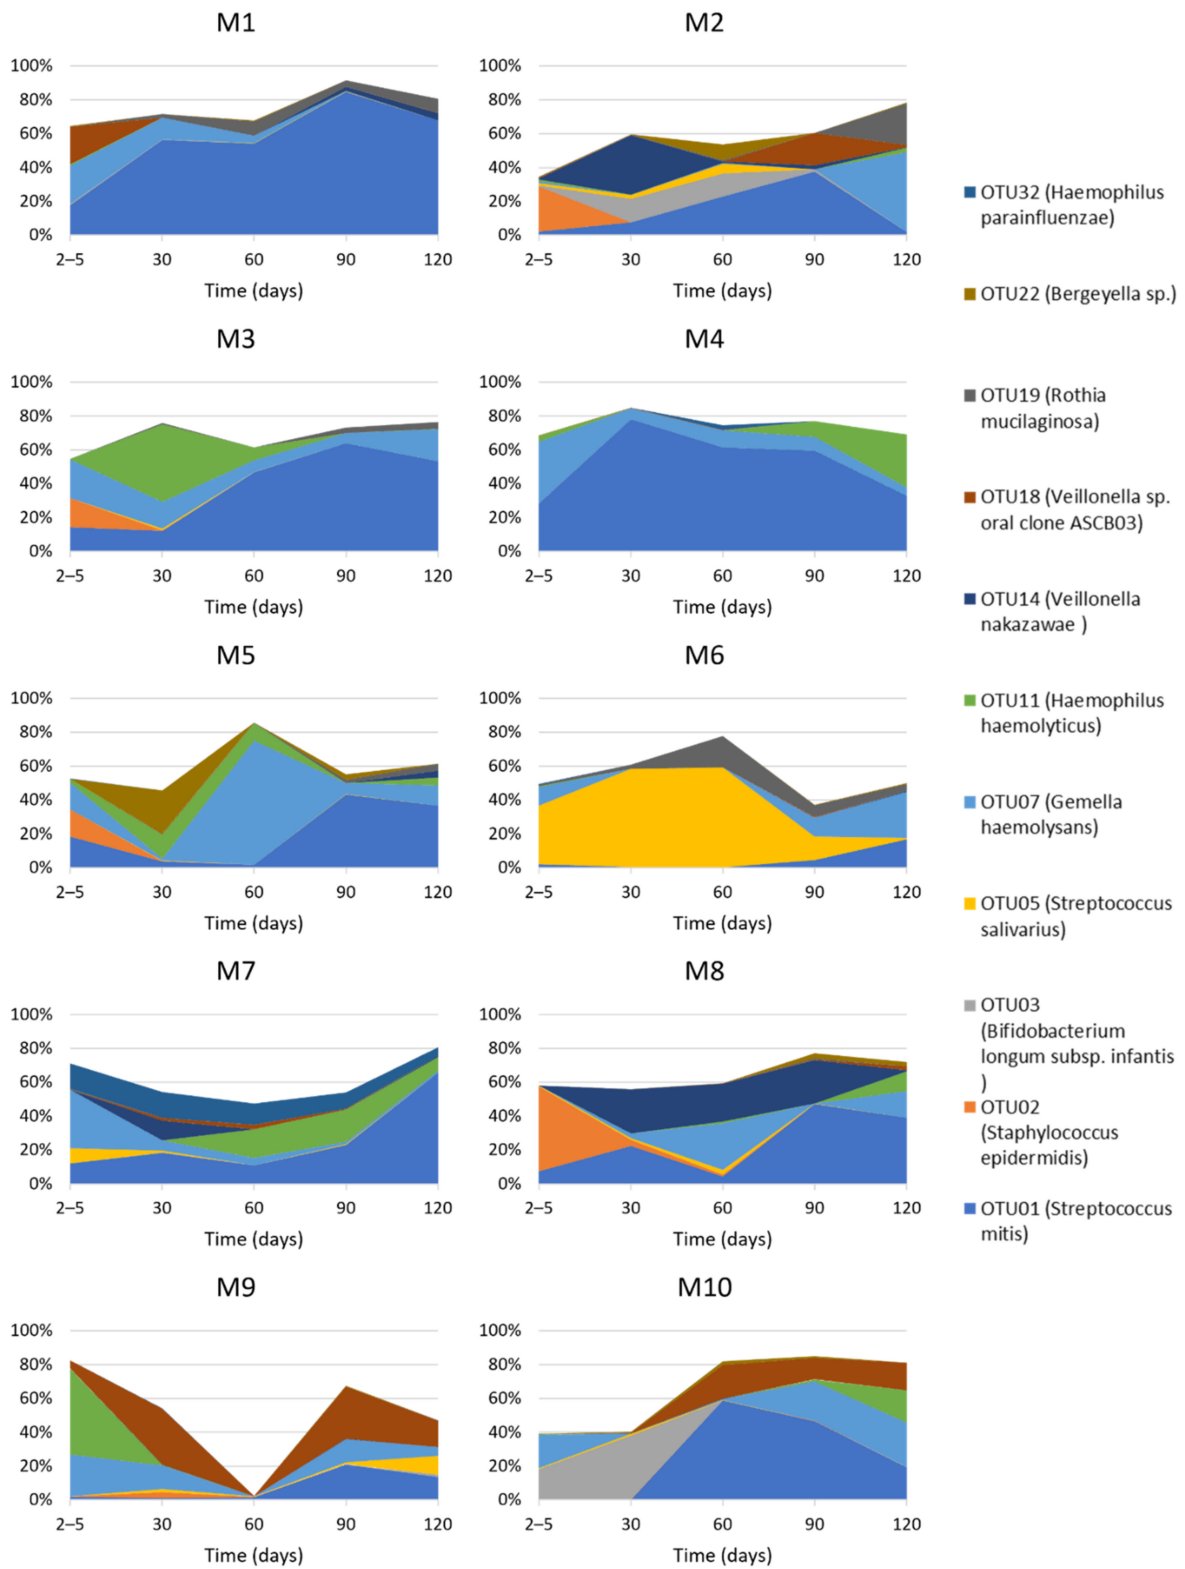 M1
100%
80%
60%
40%
20%
0%
2–5 30 60 90 120
Time (days)
M2
100%
80%
60%
40%
20%
0%
2–5 30 60 90 120
Time (days)
M3
100%
80%
60%
40%
20%
0%
2–5 30 60 90 120
Time (days)
M4
100%
80%
60%
40%
20%
0%
2–5 30 60 90 120
Time (days)
M5
100%
80%
60%
40%
20%
0%
2–5 30 60 90 120
Time (days)
M6
100%
80%
60%
40%
20%
0%
2–5 30 60 90 120
Time (days)
M7
100%
80%
60%
40%
20%
0%
2–5 30 60 90 120
Time (days)
M8
100%
80%
60%
40%
20%
0%
2–5 30 60 90 120
Time (days)
M9
100%
80%
60%
40%
20%
0%
2–5 30 60 90 120
Time (days)
M10
100%
80%
60%
40%
20%
0%
2–5 30 60 90 120
Time (days)
OTU32 (Haemophilus
parainfluenzae)
OTU22 (Bergeyella sp.)
OTU19 (Rothia
mucilaginosa)
OTU18 (Veillonella sp.
oral clone ASCB03)
OTU14 (Veillonella
nakazawae )
OTU11 (Haemophilus
haemolyticus)
OTU07 (Gemella
haemolysans)
OTU05 (Streptococcus
salivarius)
OTU03
(Bifidobacterium
longum subsp. infantis
)
OTU02
(Staphylococcus
epidermidis)
OTU01 (Streptococcus
mitis)